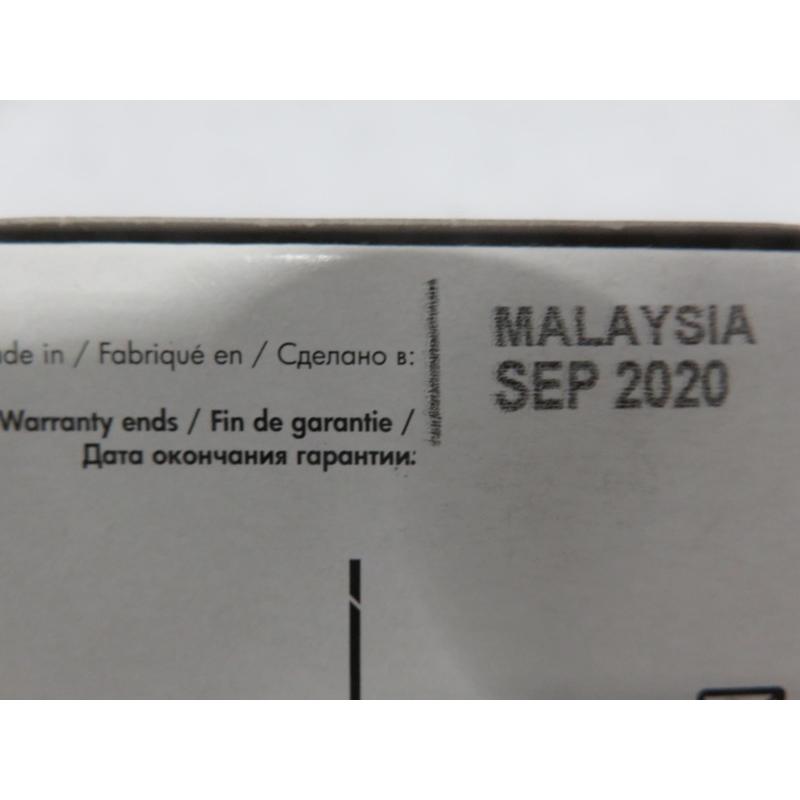 de in / Fabriqué en / Сделано в:
MALAYSIA
Warranty ends / Fin de garantie /
Дата окончания гарантии:
SEP 2020